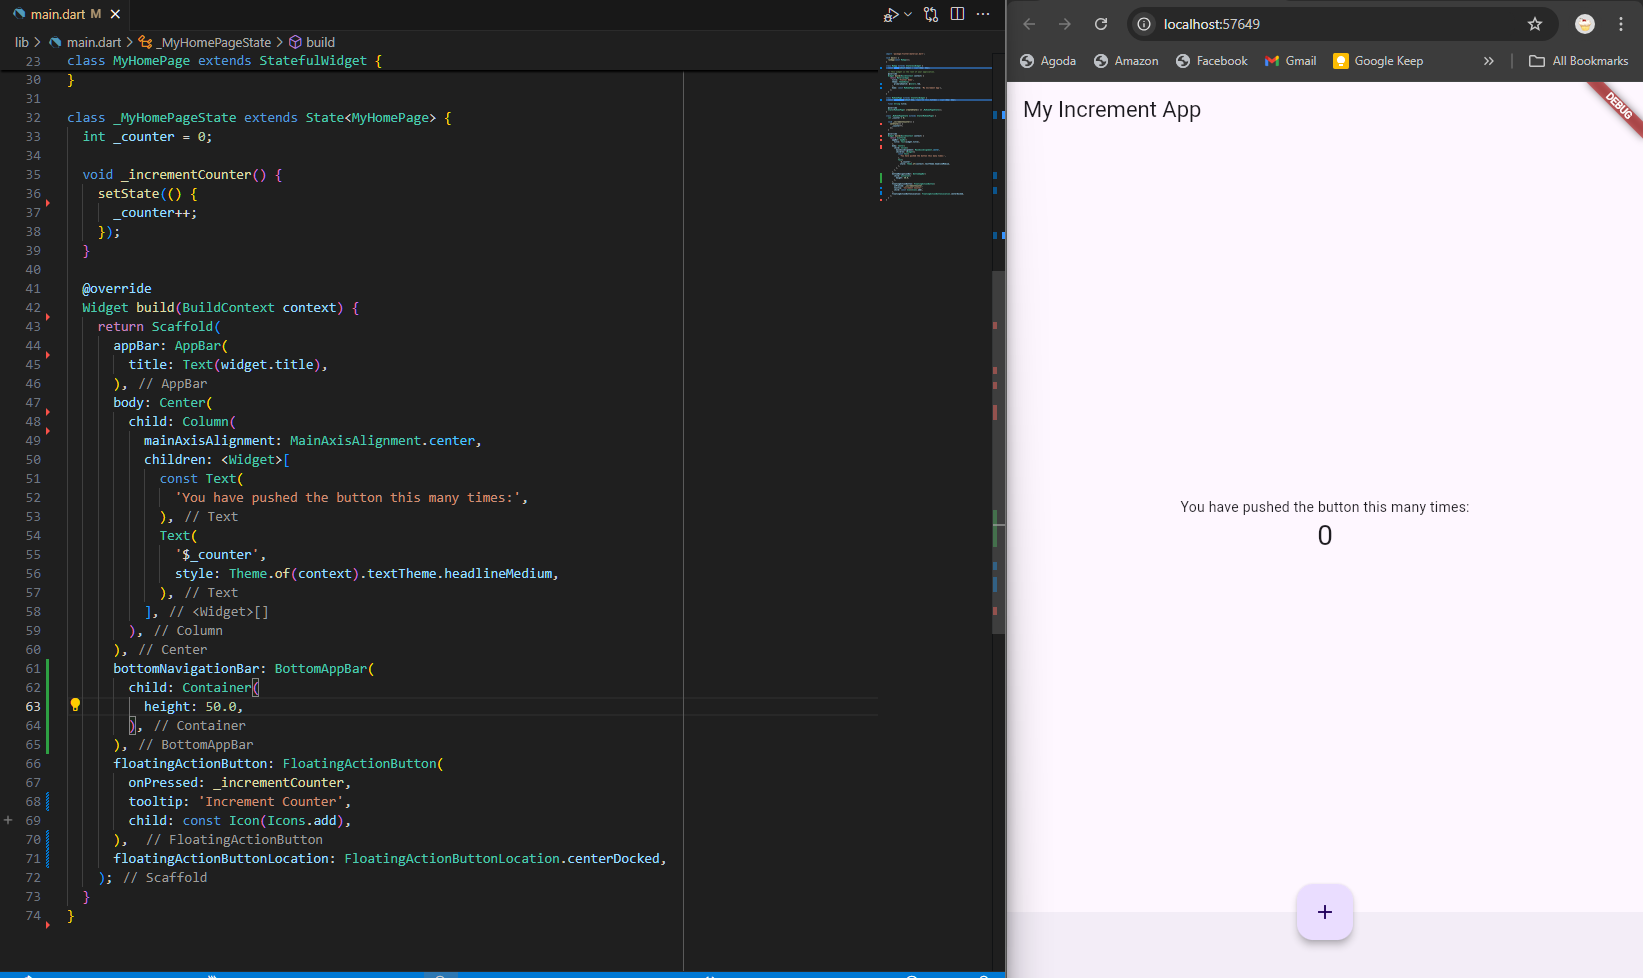 main.dart M
lib > main.dart > _MyHomePageState > build
23 class MyHomePage extends StatefulWidget {
30 }
31
32 class _MyHomePageState extends State<MyHomePage> {
33 int _counter = 0;
34
35 void _incrementCounter() {
36 setState(() {
37 _counter++;
38 });
39 }
40
41 @override
42 Widget build(BuildContext context) {
43 return Scaffold(
44 appBar: AppBar(
45 title: Text(widget.title),
46 ), // AppBar
47 body: Center(
48 child: Column(
49 mainAxisAlignment: MainAxisAlignment.center,
50 children: <Widget>[
51 const Text(
52 'You have pushed the button this many times:',
53 ), // Text
54 Text(
55 '$_counter',
56 style: Theme.of(context).textTheme.headlineMedium,
57 ), // Text
58 ], // <Widget>[]
59 ), // Column
60 ), // Center
61 bottomNavigationBar: BottomAppBar(
62 child: Container(
63 height: 50.0,
64 ), // Container
65 ), // BottomAppBar
66 floatingActionButton: FloatingActionButton(
67 onPressed: _incrementCounter,
68 tooltip: 'Increment Counter',
69 child: const Icon(Icons.add),
70 ), // FloatingActionButton
71 floatingActionButtonLocation: FloatingActionButtonLocation.centerDocked,
72 ); // Scaffold
73 }
74 }
localhost:57649
Agoda Amazon Facebook Gmail Google Keep » All Bookmarks
My Increment App
DEBUG
You have pushed the button this many times:
0
+